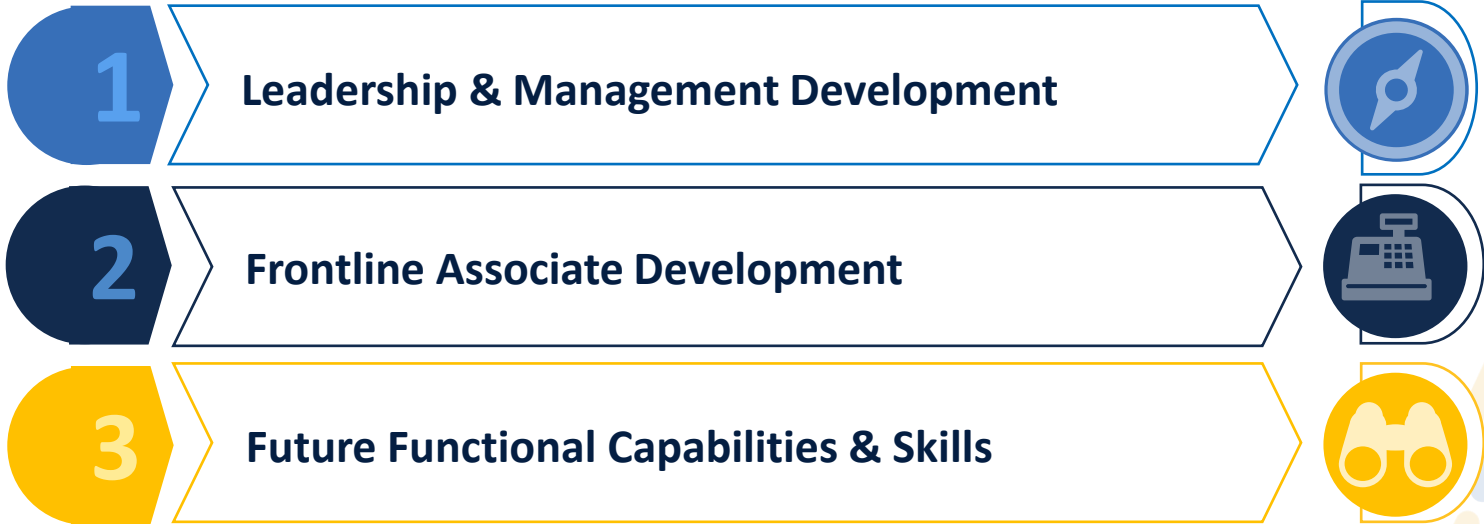 1
Leadership & Management Development
2
Frontline Associate Development
3
Future Functional Capabilities & Skills